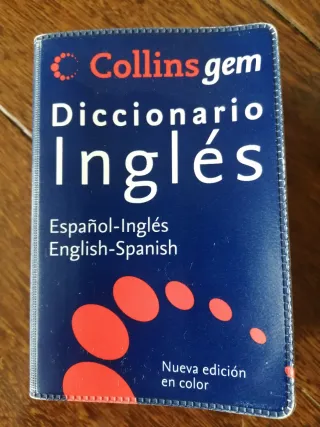 Collins gem
Diccionario
Inglés
Español-Inglés
English-Spanish
Nueva edición
en color